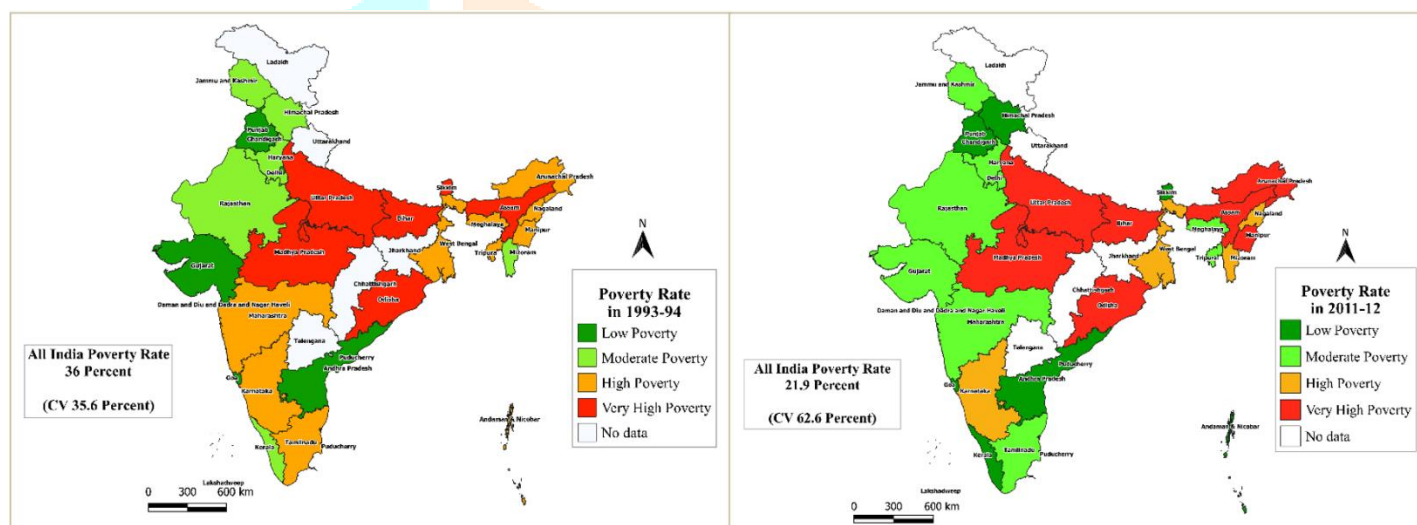 Ladakh
Jammu and Kashmir
Himachal Pradesh
Punjab
Chandigarh
Uttarakhand
Haryana
Delhi
Arunachal Pradesh
Sikkim
Rajasthan
Uttar Pradesh
Assam
Nagaland
Bihar
Meghalaya
Manipur
West Bengal
Tripura
Mizoram
Jharkhand
Madhya Pradesh
Gujarat
Chhattishgarh
Odisha
Daman and Diu and Dadra and Nagar Haveli
Maharashtra
Telengana
Puducherry
Andhra Pradesh
Goa
Karnataka
Andaman & Nicobar
Tamilnadu
Puducherry
Kerala
Lakshadweep
N
Poverty Rate
in 1993-94
Low Poverty
Moderate Poverty
High Poverty
Very High Poverty
No data
All India Poverty Rate
36 Percent
(CV 35.6 Percent)
0 300 600 km
Ladakh
Jammu and Kashmir
Himachal Pradesh
Punjab
Chandigarh
Uttarakhand
Haryana
Delhi
Arunachal Pradesh
Sikkim
Rajasthan
Uttar Pradesh
Assam
Nagaland
Bihar
Meghalaya
Manipur
West Bengal
Tripura
Mizoram
Jharkhand
Madhya Pradesh
Gujarat
Chhattishgarh
Odisha
Daman and Diu and Dadra and Nagar Haveli
Maharashtra
Telengana
Puducherry
Andhra Pradesh
Goa
Karnataka
Andaman & Nicobar
Tamilnadu
Puducherry
Kerala
Lakshadweep
N
Poverty Rate
in 2011-12
Low Poverty
Moderate Poverty
High Poverty
Very High Poverty
No data
All India Poverty Rate
21.9 Percent
(CV 62.6 Percent)
0 300 600 km